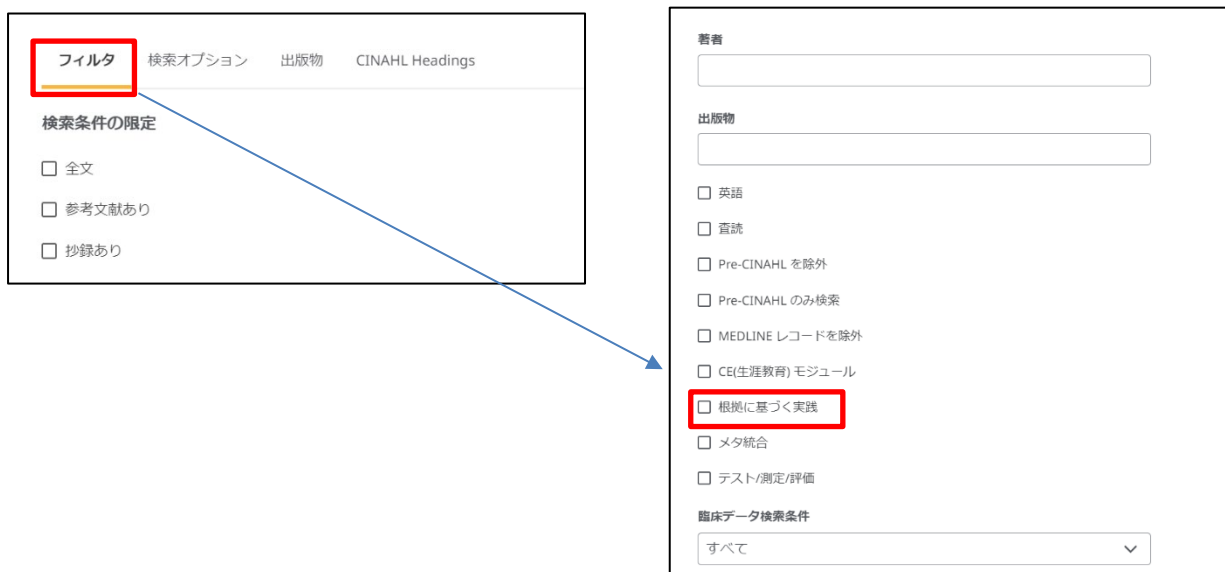 フィルタ 検索オプション 出版物 CINAHL Headings
検索条件の限定
全文
参考文献あり
抄録あり
著者
出版物
英語
査読
Pre-CINAHL を除外
Pre-CINAHL のみ検索
MEDLINE レコードを除外
CE(生涯教育) モジュール
根拠に基づく実践
メタ統合
テスト/測定/評価
臨床データ検索条件
すべて